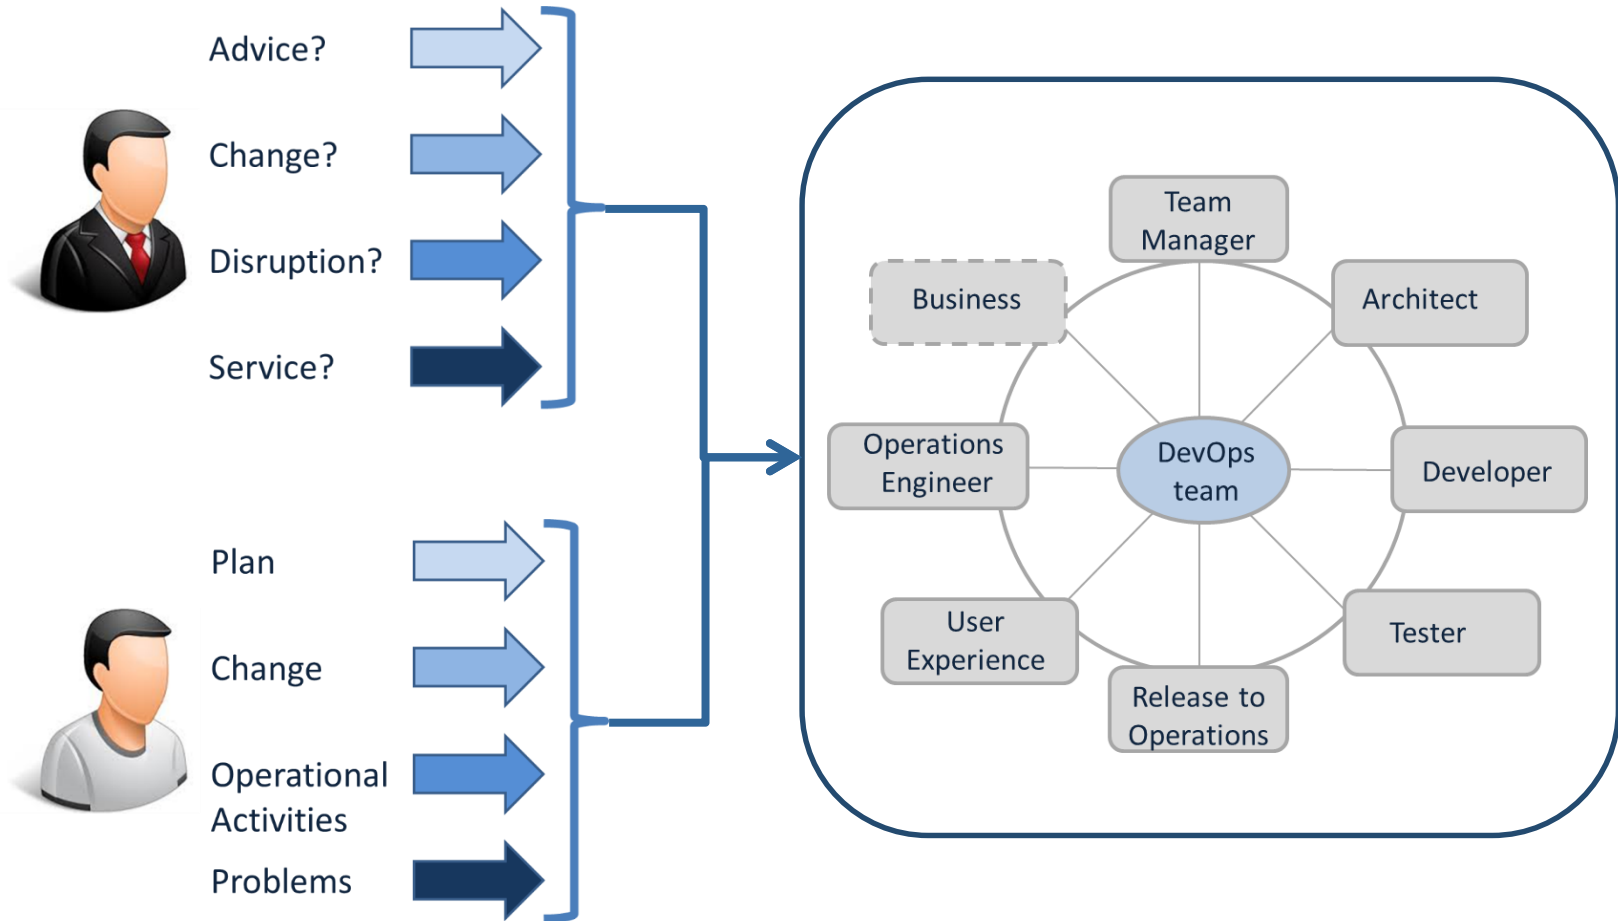 Advice?
Change?
Disruption?
Service?
Plan
Change
Operational
Activities
Problems
Team
Manager
Business
Architect
Operations
Engineer
DevOps
team
Developer
User
Experience
Tester
Release to
Operations